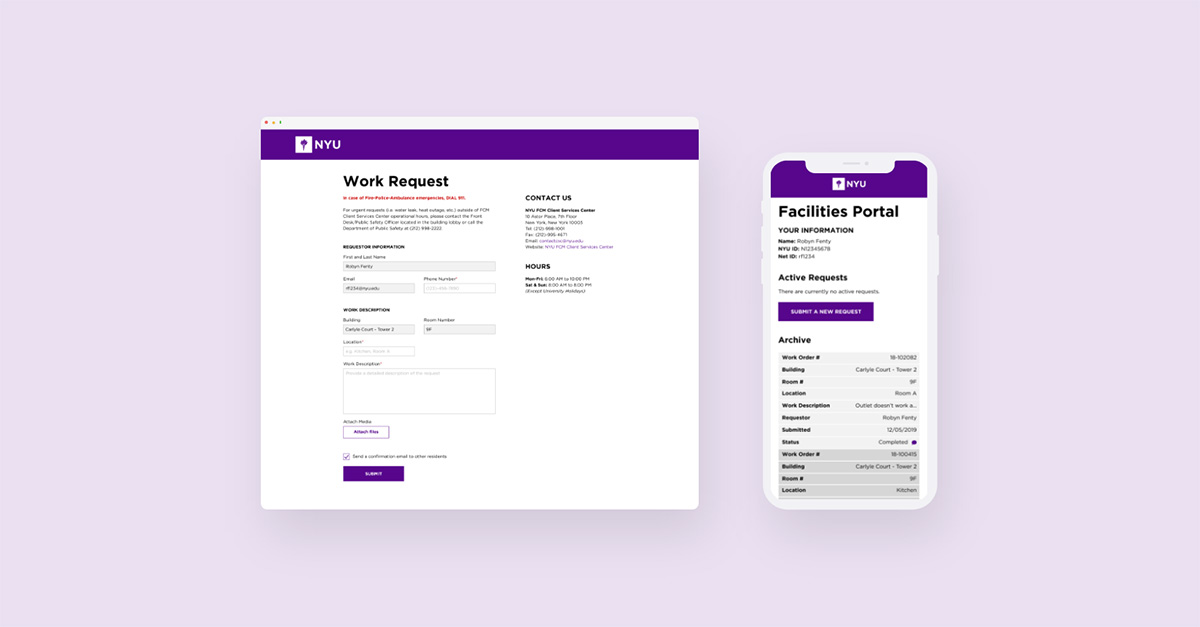 NYU
Work Request
In case of Fire-Police-Ambulance emergencies, DIAL 911.
For urgent requests (i.e. water leak, heat outage, etc.) outside of FCM
Client Services Center operational hours, please contact the Front
Desk/Public Safety Officer located in the building lobby or call the
Department of Public Safety at (212) 998-2222.
REQUESTOR INFORMATION
First and Last Name
Robyn Fenty
Email
Phone Number*
rf1234@nyu.edu
WORK DESCRIPTION
Building
Room Number
Carlyle Court - Tower 2
9F
Location*
e.g. Kitchen, Room A
Work Description*
Provide a detailed description of the request
Attach Media
Attach files
Send a confirmation email to other residents
SUBMIT
CONTACT US
NYU FCM Client Services Center
10 Astor Place, 7th Floor
New York, New York 10003
Tel: (212)-998-1001
Fax: (212)-995-4671
Email: contactcsc@nyu.edu
Website: NYU FCM Client Services Center
HOURS
Mon-Fri: 6:00 AM to 10:00 PM
Sat & Sun: 8:00 AM to 8:00 PM
(Except University Holidays)
NYU
Facilities Portal
YOUR INFORMATION
Name: Robyn Fenty
NYU ID: N12345678
Net ID: rf1234
Active Requests
There are currently no active requests.
SUBMIT A NEW REQUEST
Archive
Work Order # 18-102082
Building Carlyle Court - Tower 2
Room # 9F
Location Room A
Work Description Outlet doesn't work a...
Requestor Robyn Fenty
Submitted 12/05/2019
Status Completed
Work Order # 18-100415
Building Carlyle Court - Tower 2
Room # 9F
Location Kitchen